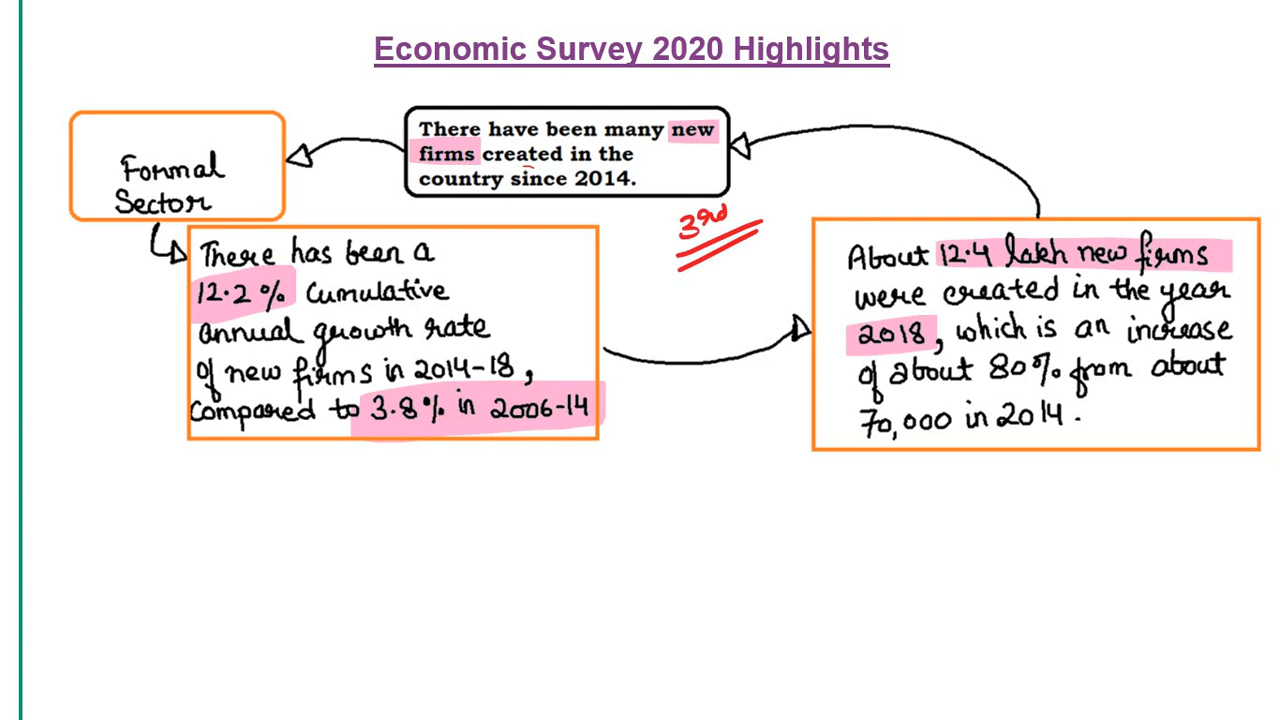 Economic Survey 2020 Highlights
There have been many new
firms created in the
country since 2014.
Formal
Sector
3rd
There has been a
12.2% Cumulative
annual growth rate
of new firms in 2014-18,
compared to 3.8% in 2006-14
About 12.4 lakh new firms
were created in the year
2018, which is an increase
of about 80% from about
70,000 in 2014.